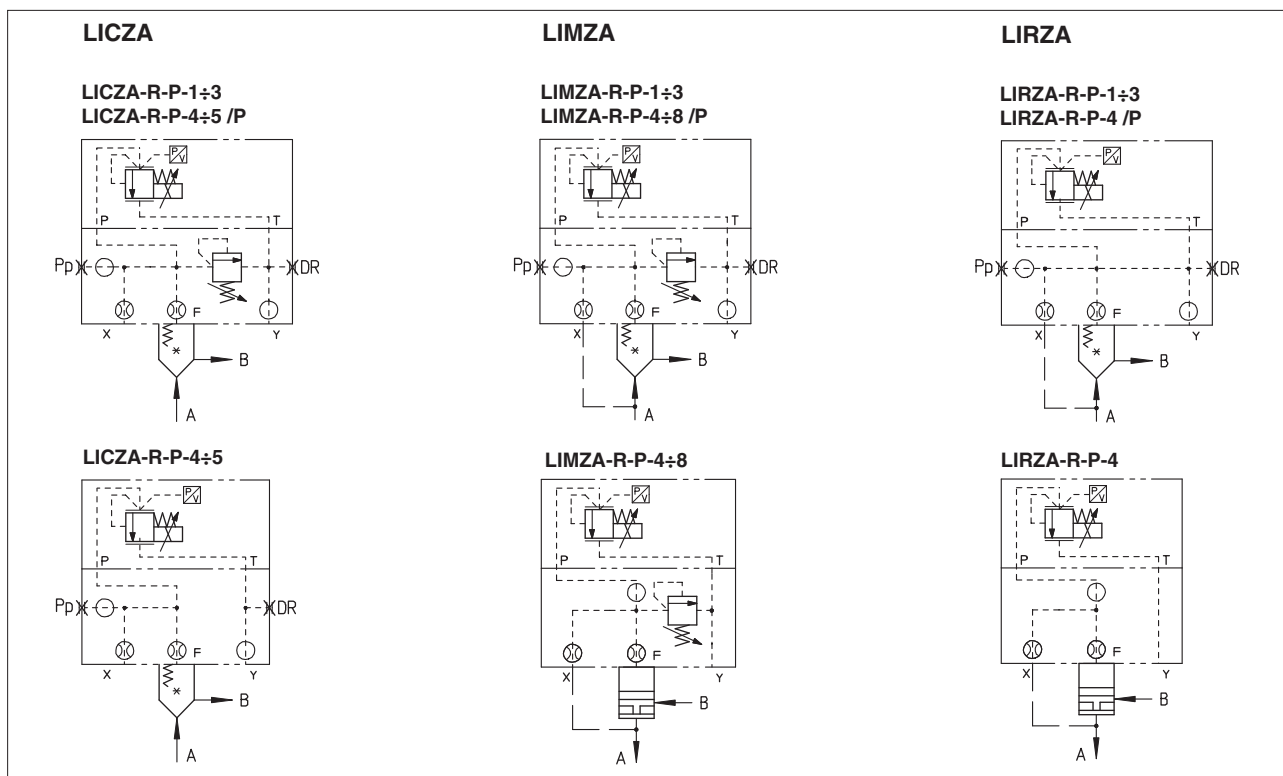 LICZA
LICZA-R-P-1÷3
LICZA-R-P-4÷5 /P
P/V
P
T
Pp
DR
X
F
Y
B
A
LICZA-R-P-4÷5
P/V
P
T
Pp
DR
X
F
Y
B
A
LIMZA
LIMZA-R-P-1÷3
LIMZA-R-P-4÷8 /P
P/V
P
T
Pp
DR
X
F
Y
B
A
LIMZA-R-P-4÷8
P/V
P
T
X
F
Y
B
A
LIRZA
LIRZA-R-P-1÷3
LIRZA-R-P-4 /P
P/V
P
T
Pp
DR
X
F
Y
B
A
LIRZA-R-P-4
P/V
P
T
X
F
Y
B
A